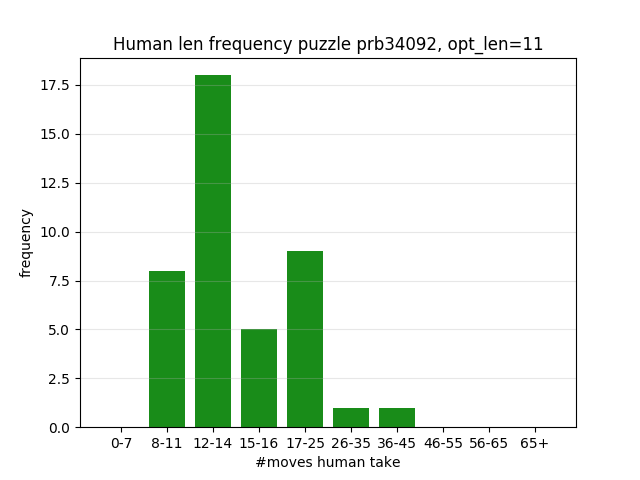 Human len frequency puzzle prb34092, opt_len=11
17.5
15.0
12.5
10.0
7.5
5.0
2.5
0.0
frequency
0-7 8-11 12-14 15-16 17-25 26-35 36-45 46-55 56-65 65+
#moves human take